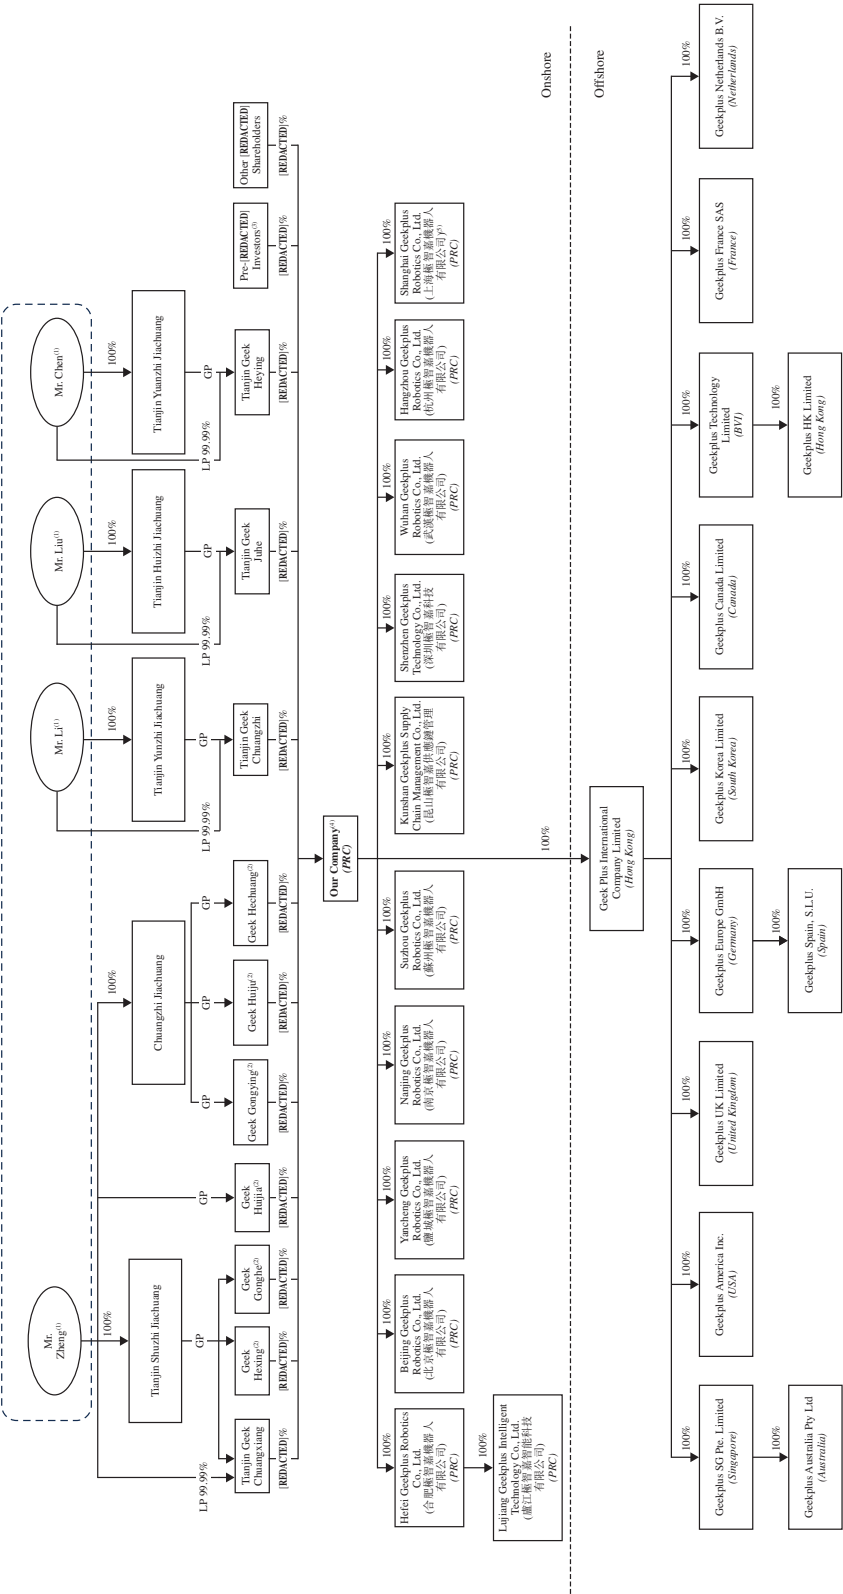 Mr.
Zheng(1)
Mr. Li(1)
Mr. Liu(1)
Mr. Chen(1)
100%
100%
100%
100%
100%
Tianjin Shuzhi Jiachuang
Chuangzhi Jiachuang
Tianjin Yunzhi Jiachuang
Tianjin Huizhi Jiachuang
Tianjin Yuanzhi Jiachuang
LP 99.99%
GP
GP
GP
GP
GP
LP 99.99%
GP
LP 99.99%
GP
LP 99.99%
GP
Tianjin Geek
Chuangxiang
Geek
Hexing(2)
Geek
Gonghe(2)
Geek
Huijia(2)
Geek Gongying(2)
Geek Huiju(2)
Geek Hechuang(2)
Tianjin Geek
Chuangzhi
Tianjin Geek
Juhe
Tianjin Geek
Heying
Pre-[REDACTED]
Investors(3)
Other [REDACTED]
Shareholders
[REDACTED]%
[REDACTED]%
[REDACTED]%
[REDACTED]%
[REDACTED]%
[REDACTED]%
[REDACTED]%
[REDACTED]%
[REDACTED]%
[REDACTED]%
[REDACTED]%
[REDACTED]%
Our Company(4)
(PRC)
100%
100%
100%
100%
100%
100%
100%
100%
100%
100%
Hefei Geekplus Robotics
Co., Ltd.
(合肥極智嘉機器人
有限公司)
(PRC)
Beijing Geekplus
Robotics Co., Ltd.
(北京極智嘉機器人
有限公司)
(PRC)
Yancheng Geekplus
Robotics Co., Ltd.
(鹽城極智嘉機器人
有限公司)
(PRC)
Nanjing Geekplus
Robotics Co., Ltd.
(南京極智嘉機器人
有限公司)
(PRC)
Suzhou Geekplus
Robotics Co., Ltd.
(蘇州極智嘉機器人
有限公司)
(PRC)
Kunshan Geekplus Supply
Chain Management Co., Ltd.
(昆山極智嘉供應鏈管理
有限公司)
(PRC)
Shenzhen Geekplus
Technology Co., Ltd.
(深圳極智嘉科技
有限公司)
(PRC)
Wuhan Geekplus
Robotics Co., Ltd.
(武漢極智嘉機器人
有限公司)
(PRC)
Hangzhou Geekplus
Robotics Co., Ltd.
(杭州極智嘉機器人
有限公司)
(PRC)
Shanghai Geekplus
Robotics Co., Ltd.
(上海極智嘉機器人
有限公司)(5)
(PRC)
100%
Lujiang Geekplus Intelligent
Technology Co., Ltd.
(廬江極智嘉智能科技
有限公司)
(PRC)
100%
Onshore
Offshore
Geek Plus International
Company Limited
(Hong Kong)
100%
100%
100%
100%
100%
100%
100%
100%
100%
Geekplus SG Pte. Limited
(Singapore)
Geekplus America Inc.
(USA)
Geekplus UK Limited
(United Kingdom)
Geekplus Europe GmbH
(Germany)
Geekplus Korea Limited
(South Korea)
Geekplus Canada Limited
(Canada)
Geekplus Technology
Limited
(BVI)
Geekplus France SAS
(France)
Geekplus Netherlands B.V.
(Netherlands)
100%
100%
100%
Geekplus Australia Pty Ltd
(Australia)
Geekplus Spain, S.L.U.
(Spain)
Geekplus HK Limited
(Hong Kong)